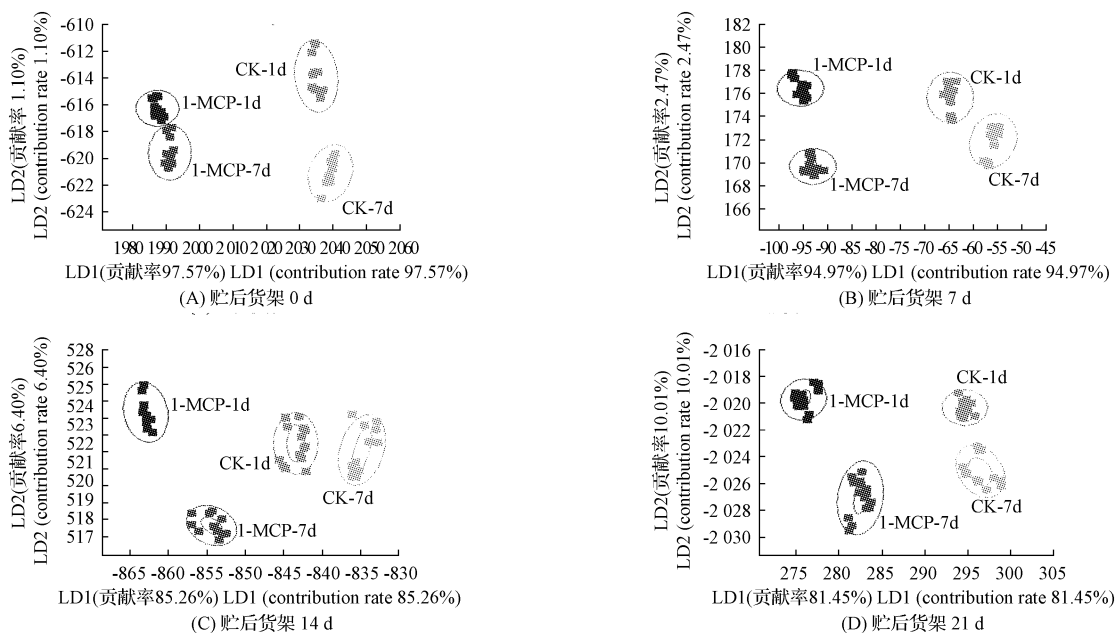 -610
-612
-614
-616
-618
-620
-622
-624
LD2(贡献率 1.10%)
LD2 (contribution rate 1.10%)
CK-1d
1-MCP-1d
1-MCP-7d
CK-7d
198 199 200 201 202 203 204 205 206
LD1(贡献率97.57%) LD1 (contribution rate 97.57%)
(A) 贮后货架 0 d
182
180
178
176
174
172
170
168
166
LD2(贡献率2.47%)
LD2 (contribution rate 2.47%)
1-MCP-1d
CK-1d
1-MCP-7d
CK-7d
-100 -95 -90 -85 -80 -75 -70 -65 -60 -55 -50 -45
LD1(贡献率94.97%) LD1 (contribution rate 94.97%)
(B) 贮后货架 7 d
528
526
525
524
523
522
521
520
519
518
517
LD2(贡献率6.40%)
LD2 (contribution rate 6.40%)
1-MCP-1d
CK-1d
CK-7d
1-MCP-7d
-865 -860 -855 -850 -845 -840 -835 -830
LD1(贡献率85.26%) LD1 (contribution rate 85.26%)
(C) 贮后货架 14 d
-2 016
-2 018
-2 020
-2 022
-2 024
-2 026
-2 028
-2 030
LD2(贡献率10.01%)
LD2 (contribution rate 10.01%)
CK-1d
1-MCP-1d
CK-7d
1-MCP-7d
275 280 285 290 295 300 305
LD1(贡献率81.45%) LD1 (contribution rate 81.45%)
(D) 贮后货架 21 d